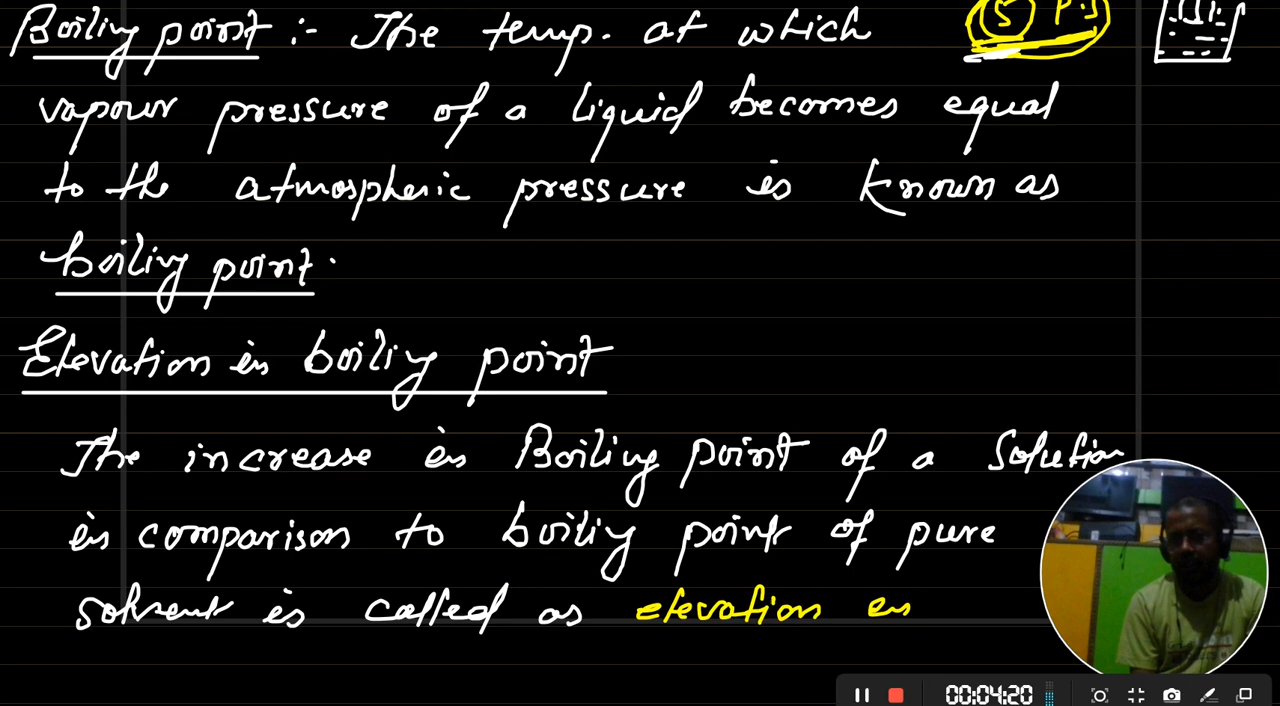 Boiling point :- The temp. at which
5 P.S
vapour pressure of a liquid becomes equal
to the atmospheric pressure is known as
boiling point.
Elevation in boiling point
The increase in Boiling point of a Solution
in comparison to boiling point of pure
solvent is called as elevation in
00:04:20